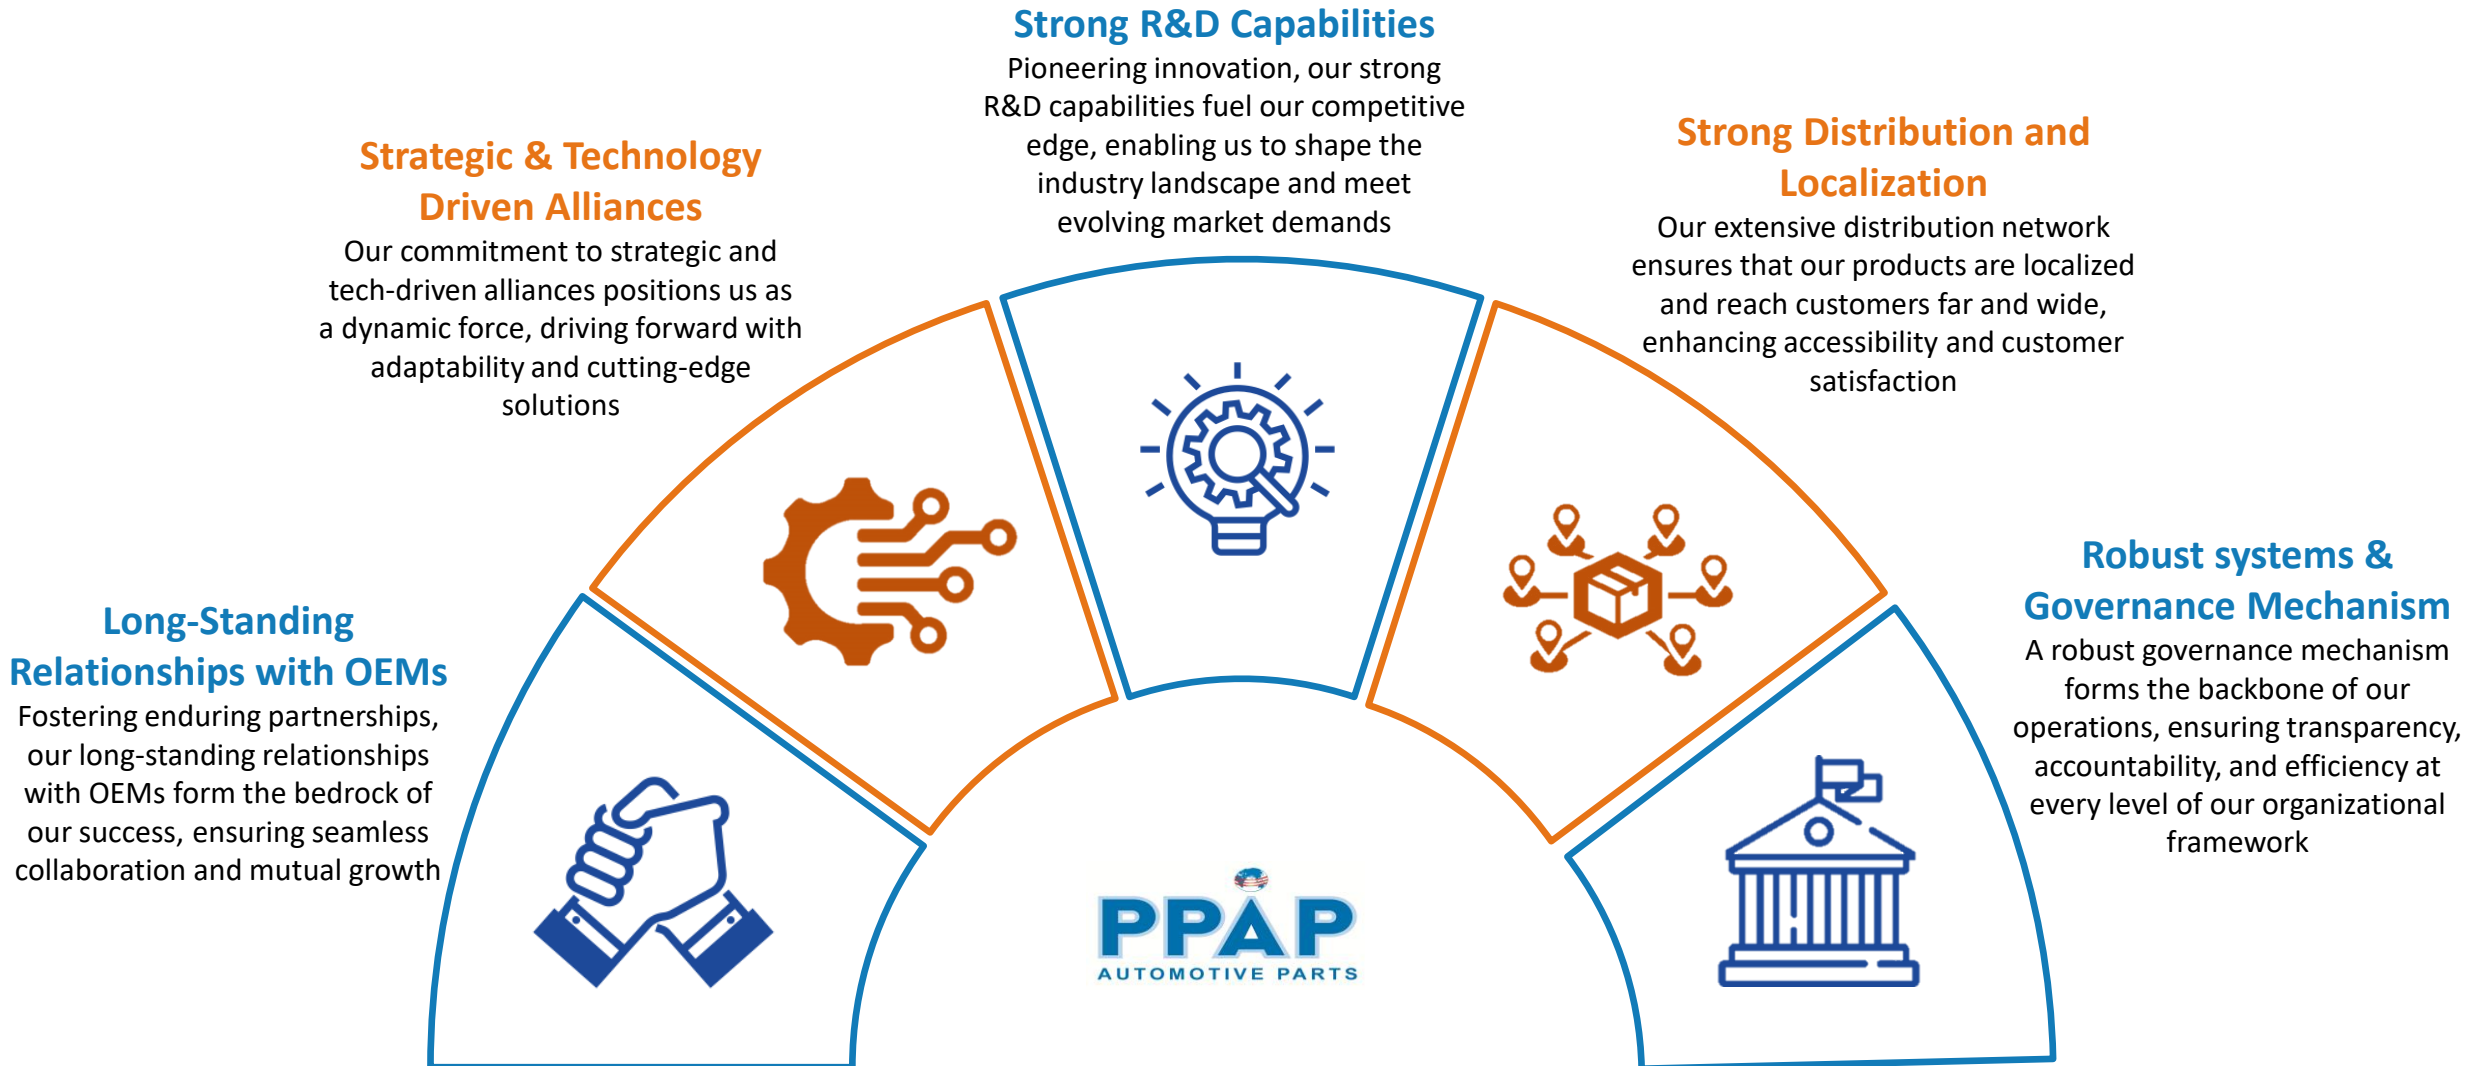 Strong R&D Capabilities
Pioneering innovation, our strong
R&D capabilities fuel our competitive
edge, enabling us to shape the
industry landscape and meet
evolving market demands
Strategic & Technology
Driven Alliances
Our commitment to strategic and
tech-driven alliances positions us as
a dynamic force, driving forward with
adaptability and cutting-edge
solutions
Strong Distribution and
Localization
Our extensive distribution network
ensures that our products are localized
and reach customers far and wide,
enhancing accessibility and customer
satisfaction
Long-Standing
Relationships with OEMs
Fostering enduring partnerships,
our long-standing relationships
with OEMs form the bedrock of
our success, ensuring seamless
collaboration and mutual growth
Robust systems &
Governance Mechanism
A robust governance mechanism
forms the backbone of our
operations, ensuring transparency,
accountability, and efficiency at
every level of our organizational
framework
PPAP
AUTOMOTIVE PARTS